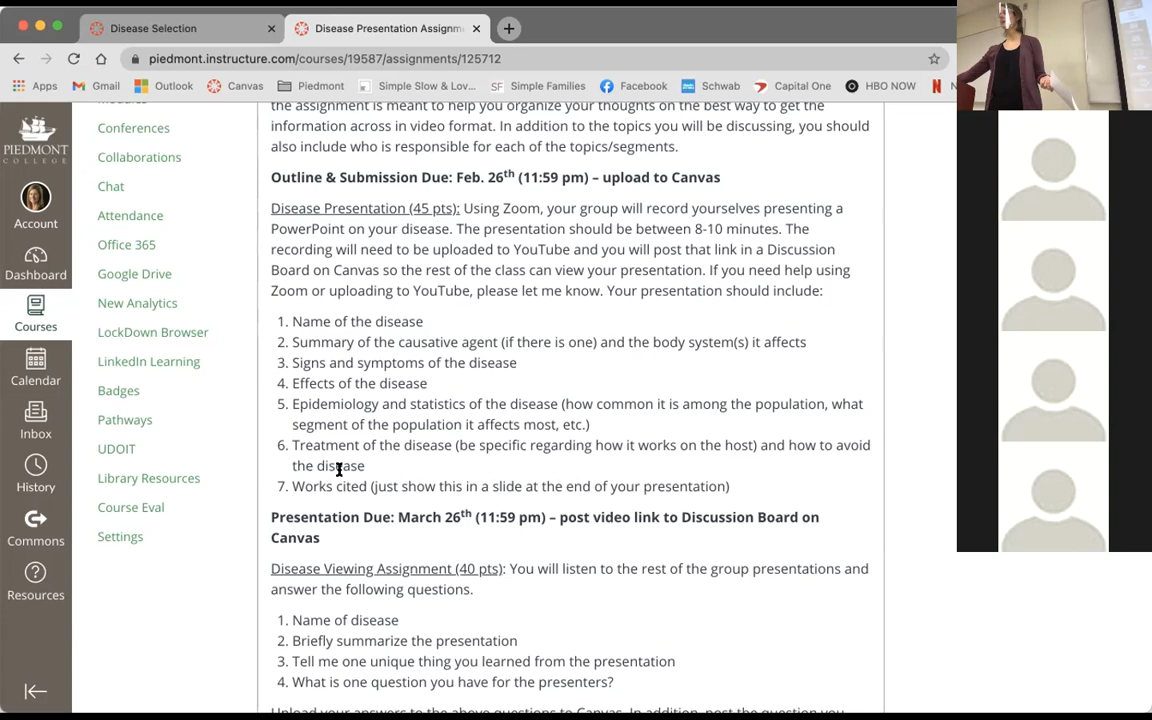 Disease Selection
Disease Presentation Assignm
piedmont.instructure.com/courses/19587/assignments/125712
Apps Gmail Outlook Canvas Piedmont Simple Slow & Lov... Simple Families Facebook Schwab Capital One HBO NOW N
PIEDMONT
COLLEGE
Account
Dashboard
Courses
Calendar
Inbox
History
Commons
Resources
Conferences
Collaborations
Chat
Attendance
Office 365
Google Drive
New Analytics
LockDown Browser
LinkedIn Learning
Badges
Pathways
UDOIT
Library Resources
Course Eval
Settings
the assignment is meant to help you organize your thoughts on the best way to get the
information across in video format. In addition to the topics you will be discussing, you should
also include who is responsible for each of the topics/segments.
Outline & Submission Due: Feb. 26th (11:59 pm) – upload to Canvas
Disease Presentation (45 pts): Using Zoom, your group will record yourselves presenting a
PowerPoint on your disease. The presentation should be between 8-10 minutes. The
recording will need to be uploaded to YouTube and you will post that link in a Discussion
Board on Canvas so the rest of the class can view your presentation. If you need help using
Zoom or uploading to YouTube, please let me know. Your presentation should include:
1. Name of the disease
2. Summary of the causative agent (if there is one) and the body system(s) it affects
3. Signs and symptoms of the disease
4. Effects of the disease
5. Epidemiology and statistics of the disease (how common it is among the population, what
segment of the population it affects most, etc.)
6. Treatment of the disease (be specific regarding how it works on the host) and how to avoid
the disease
7. Works cited (just show this in a slide at the end of your presentation)
Presentation Due: March 26th (11:59 pm) – post video link to Discussion Board on
Canvas
Disease Viewing Assignment (40 pts): You will listen to the rest of the group presentations and
answer the following questions.
1. Name of disease
2. Briefly summarize the presentation
3. Tell me one unique thing you learned from the presentation
4. What is one question you have for the presenters?
Upload your answers to the above questions to Canvas. In addition, post the question you